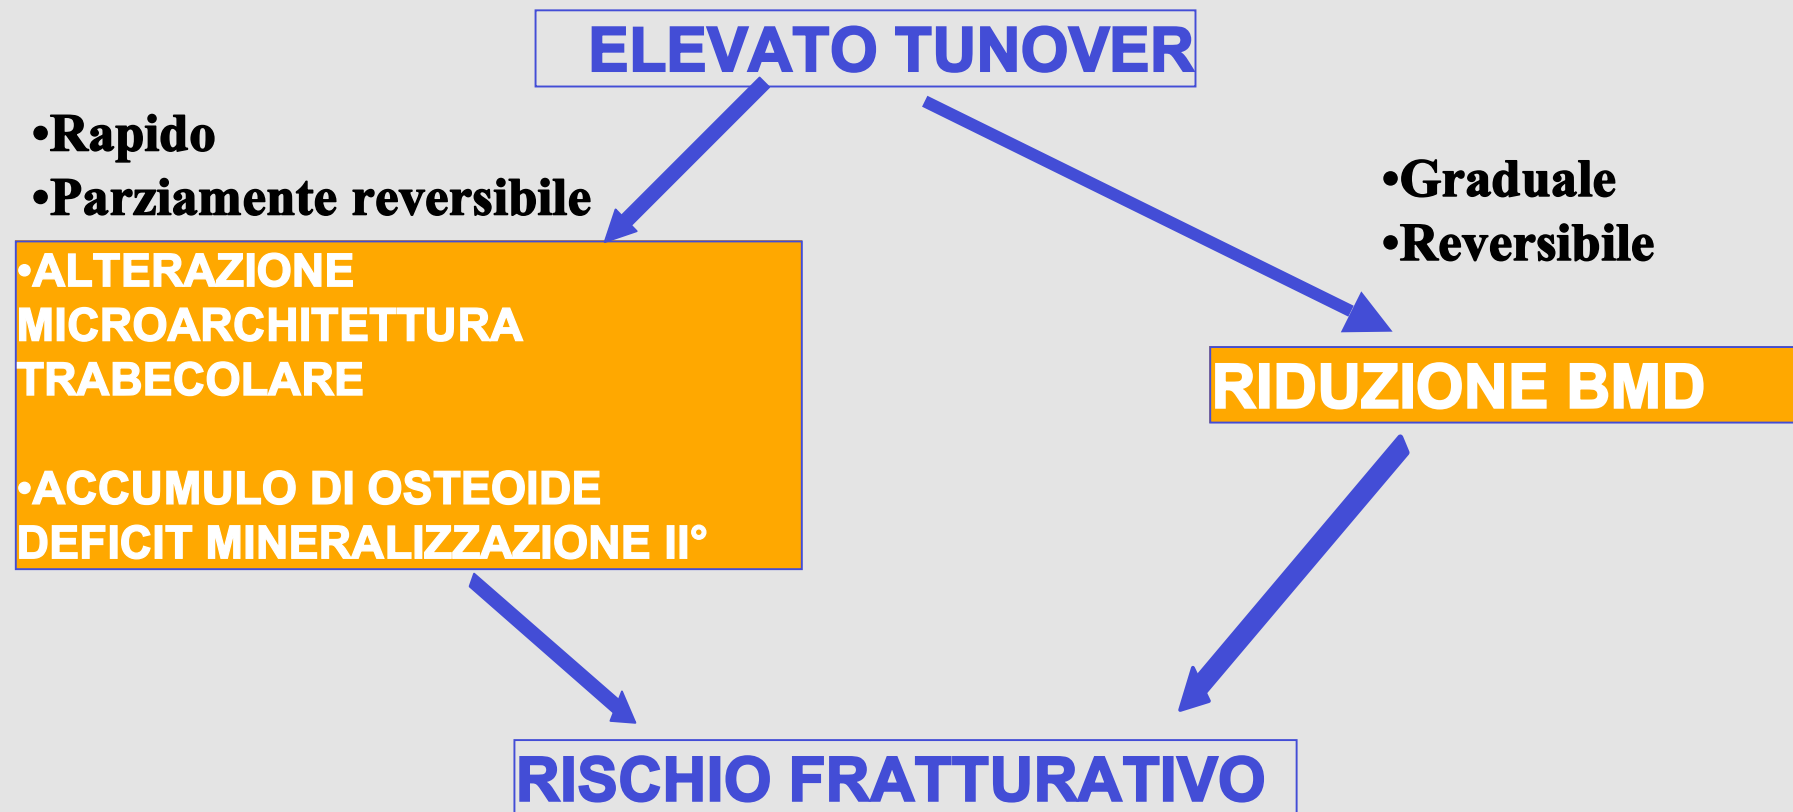 ELEVATO TUNOVER
•Rapido
•Parziamente reversibile
•Graduale
•Reversibile
•ALTERAZIONE
MICROARCHITETTURA
TRABECOLARE
•ACCUMULO DI OSTEOIDE
DEFICIT MINERALIZZAZIONE II°
RIDUZIONE BMD
RISCHIO FRATTURATIVO